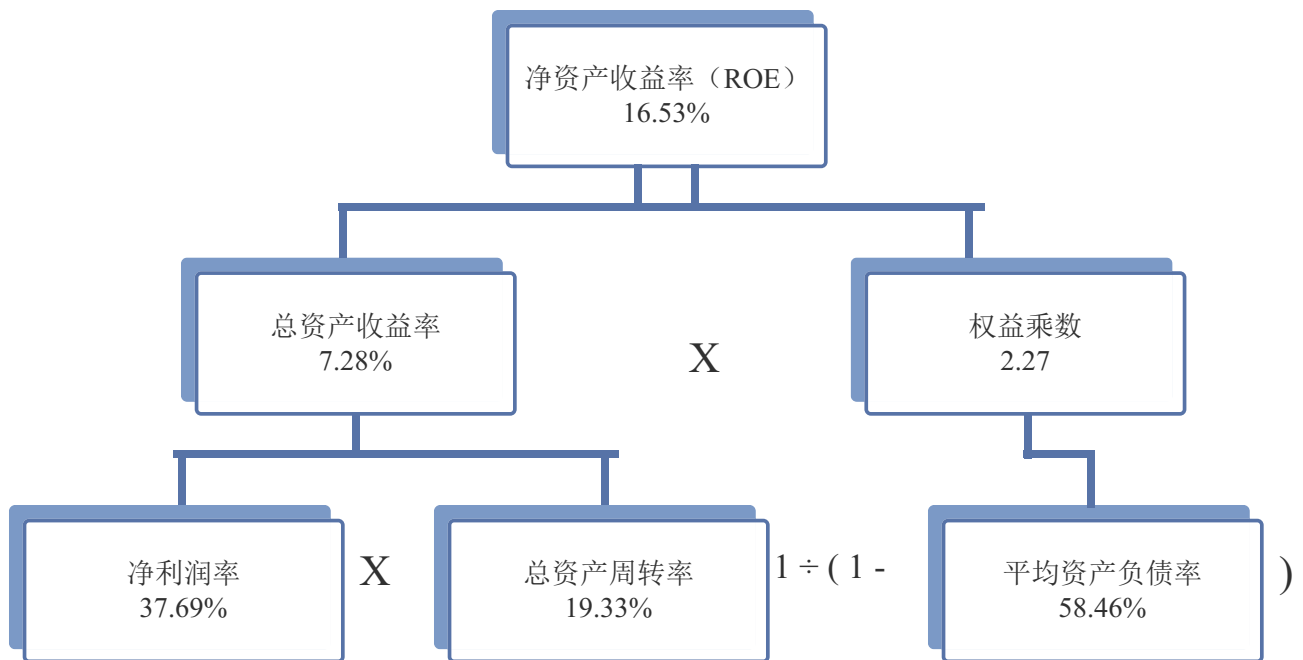 净资产收益率（ROE）
16.53%
总资产收益率
7.28%
X
权益乘数
2.27
净利润率
37.69%
X
总资产周转率
19.33%
1 ÷ ( 1 -
平均资产负债率
58.46%
)